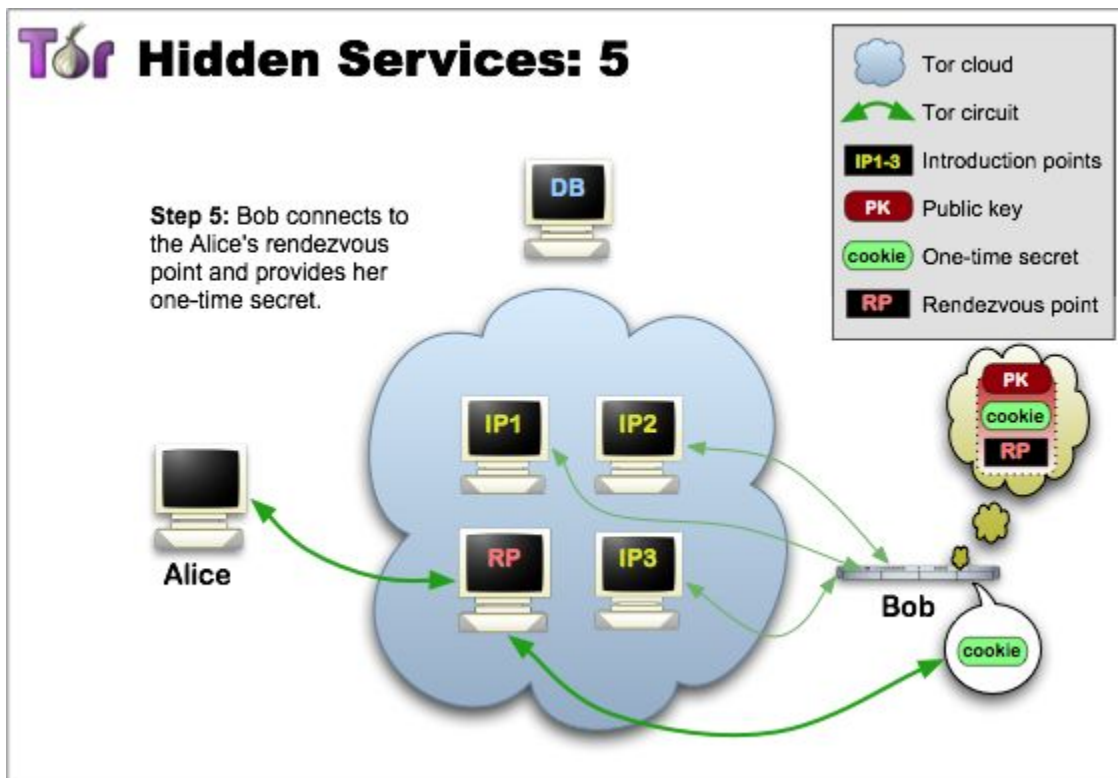 Tor Hidden Services: 5
Tor cloud
Tor circuit
IP1-3 Introduction points
PK Public key
cookie One-time secret
RP Rendezvous point
DB
Step 5: Bob connects to
the Alice's rendezvous
point and provides her
one-time secret.
PK
cookie
RP
IP1 IP2
Alice
RP IP3
Bob
cookie